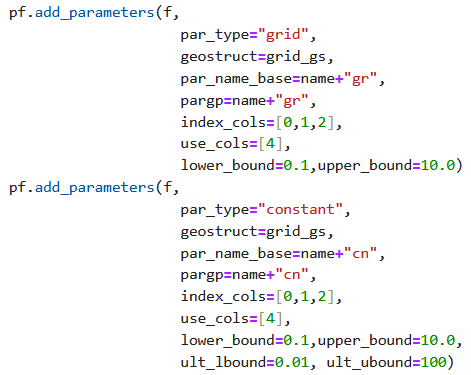 pf.add_parameters(f,
par_type="grid",
geostruct=grid_gs,
par_name_base=name+"gr",
pargp=name+"gr",
index_cols=[0,1,2],
use_cols=[4],
lower_bound=0.1,upper_bound=10.0)
pf.add_parameters(f,
par_type="constant",
geostruct=grid_gs,
par_name_base=name+"cn",
pargp=name+"cn",
index_cols=[0,1,2],
use_cols=[4],
lower_bound=0.1,upper_bound=10.0,
ult_lbound=0.01, ult_ubound=100)